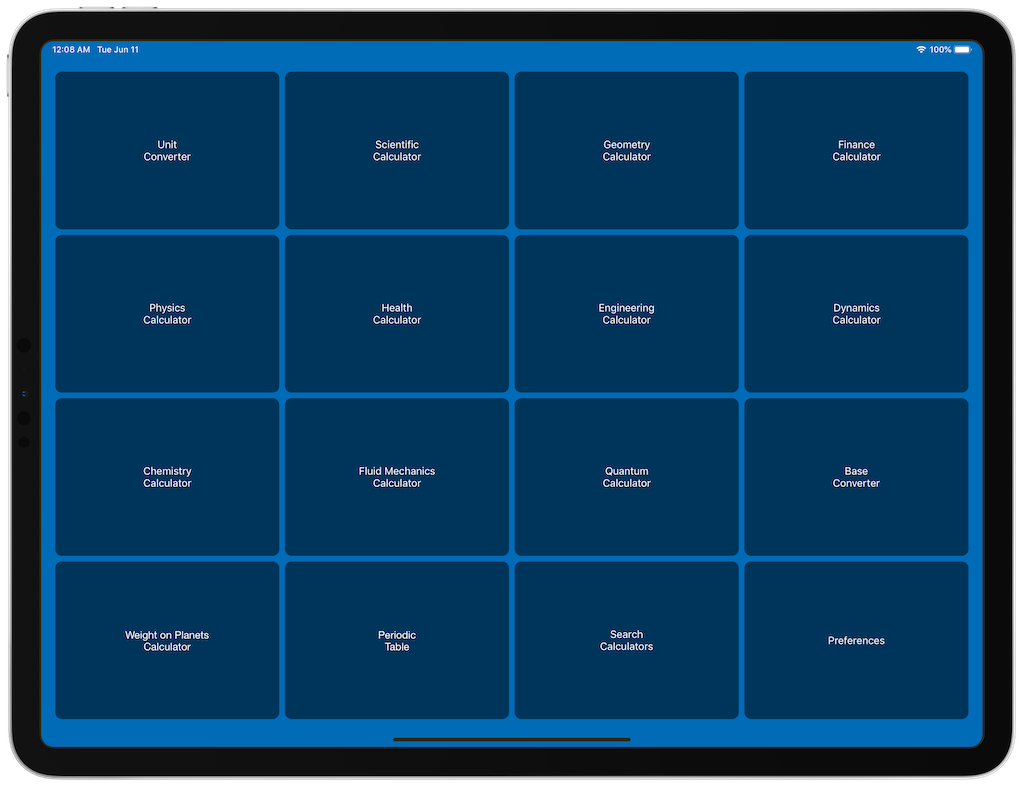 12:08 AM Tue Jun 11
100%
Unit
Converter
Scientific
Calculator
Geometry
Calculator
Finance
Calculator
Physics
Calculator
Health
Calculator
Engineering
Calculator
Dynamics
Calculator
Chemistry
Calculator
Fluid Mechanics
Calculator
Quantum
Calculator
Base
Converter
Weight on Planets
Calculator
Periodic
Table
Search
Calculators
Preferences